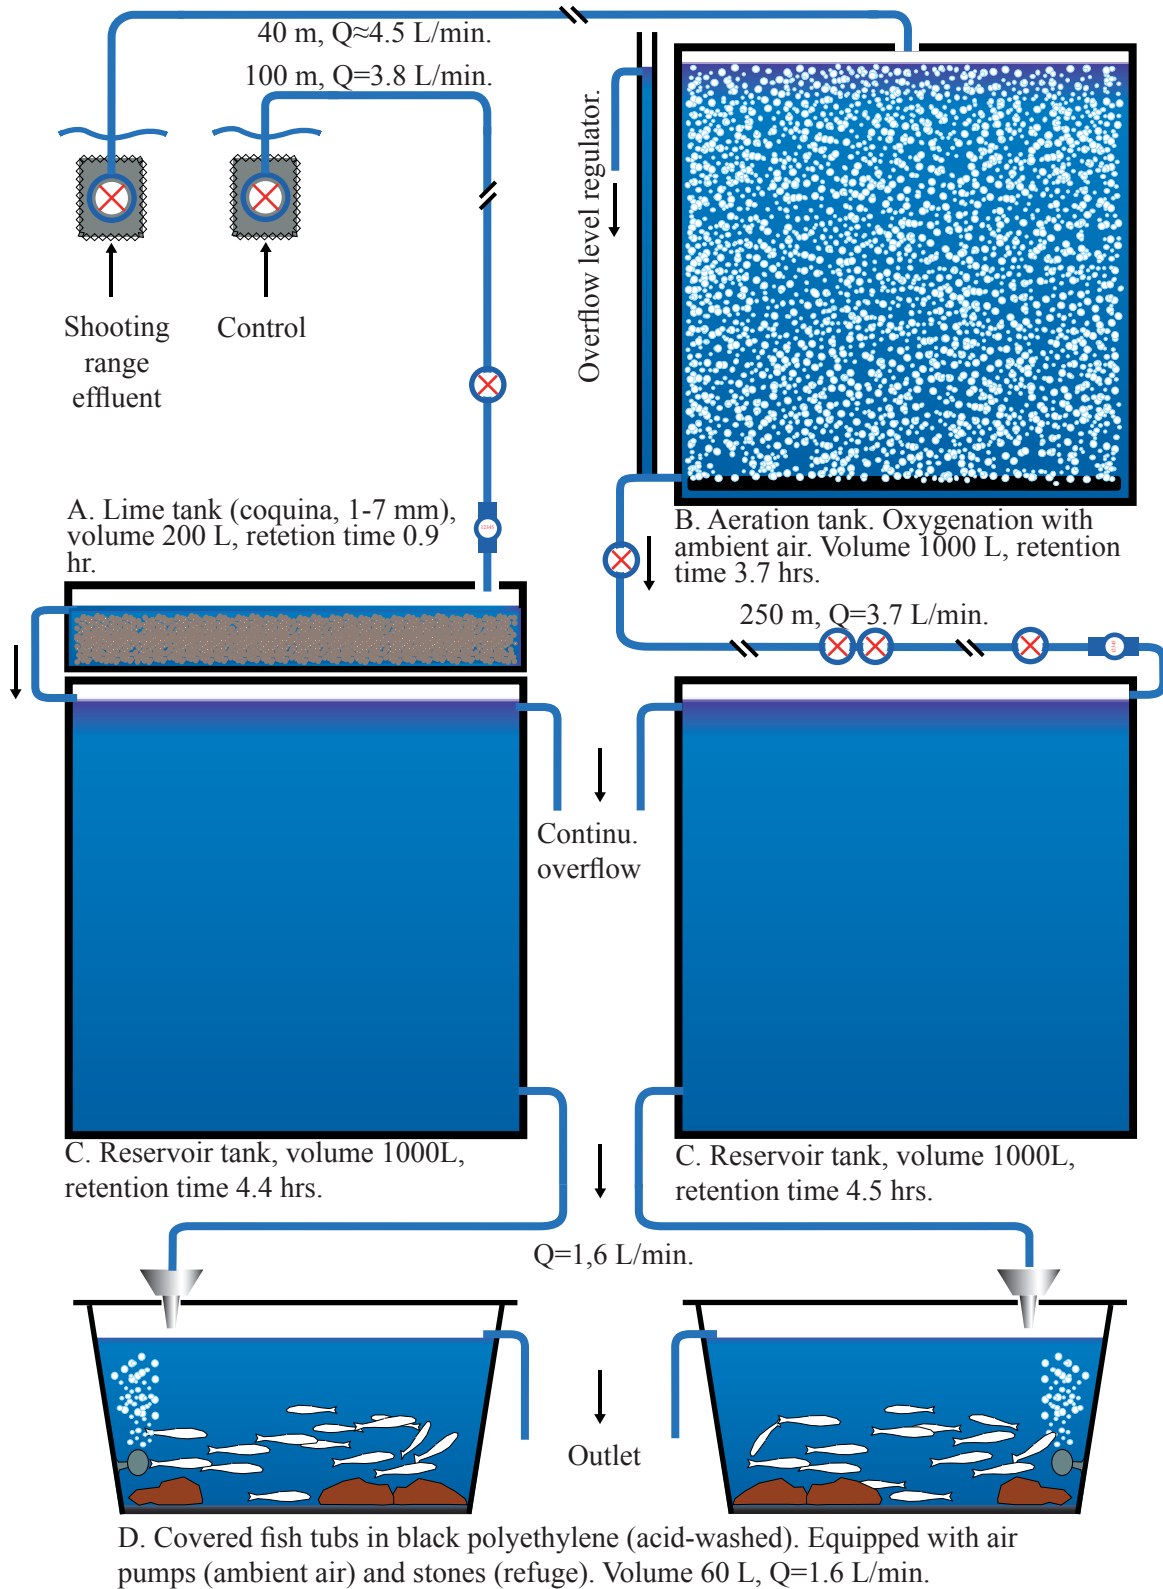 40 m, Q≈4.5 L/min.
100 m, Q=3.8 L/min.
Overflow level regulator.
Shooting
range
effluent
Control
A. Lime tank (coquina, 1-7 mm),
volume 200 L, retetion time 0.9
hr.
12345
B. Aeration tank. Oxygenation with
ambient air. Volume 1000 L, retention
time 3.7 hrs.
250 m, Q=3.7 L/min.
Continu.
overflow
C. Reservoir tank, volume 1000L,
retention time 4.4 hrs.
C. Reservoir tank, volume 1000L,
retention time 4.5 hrs.
Q=1,6 L/min.
Outlet
D. Covered fish tubs in black polyethylene (acid-washed). Equipped with air
pumps (ambient air) and stones (refuge). Volume 60 L, Q=1.6 L/min.